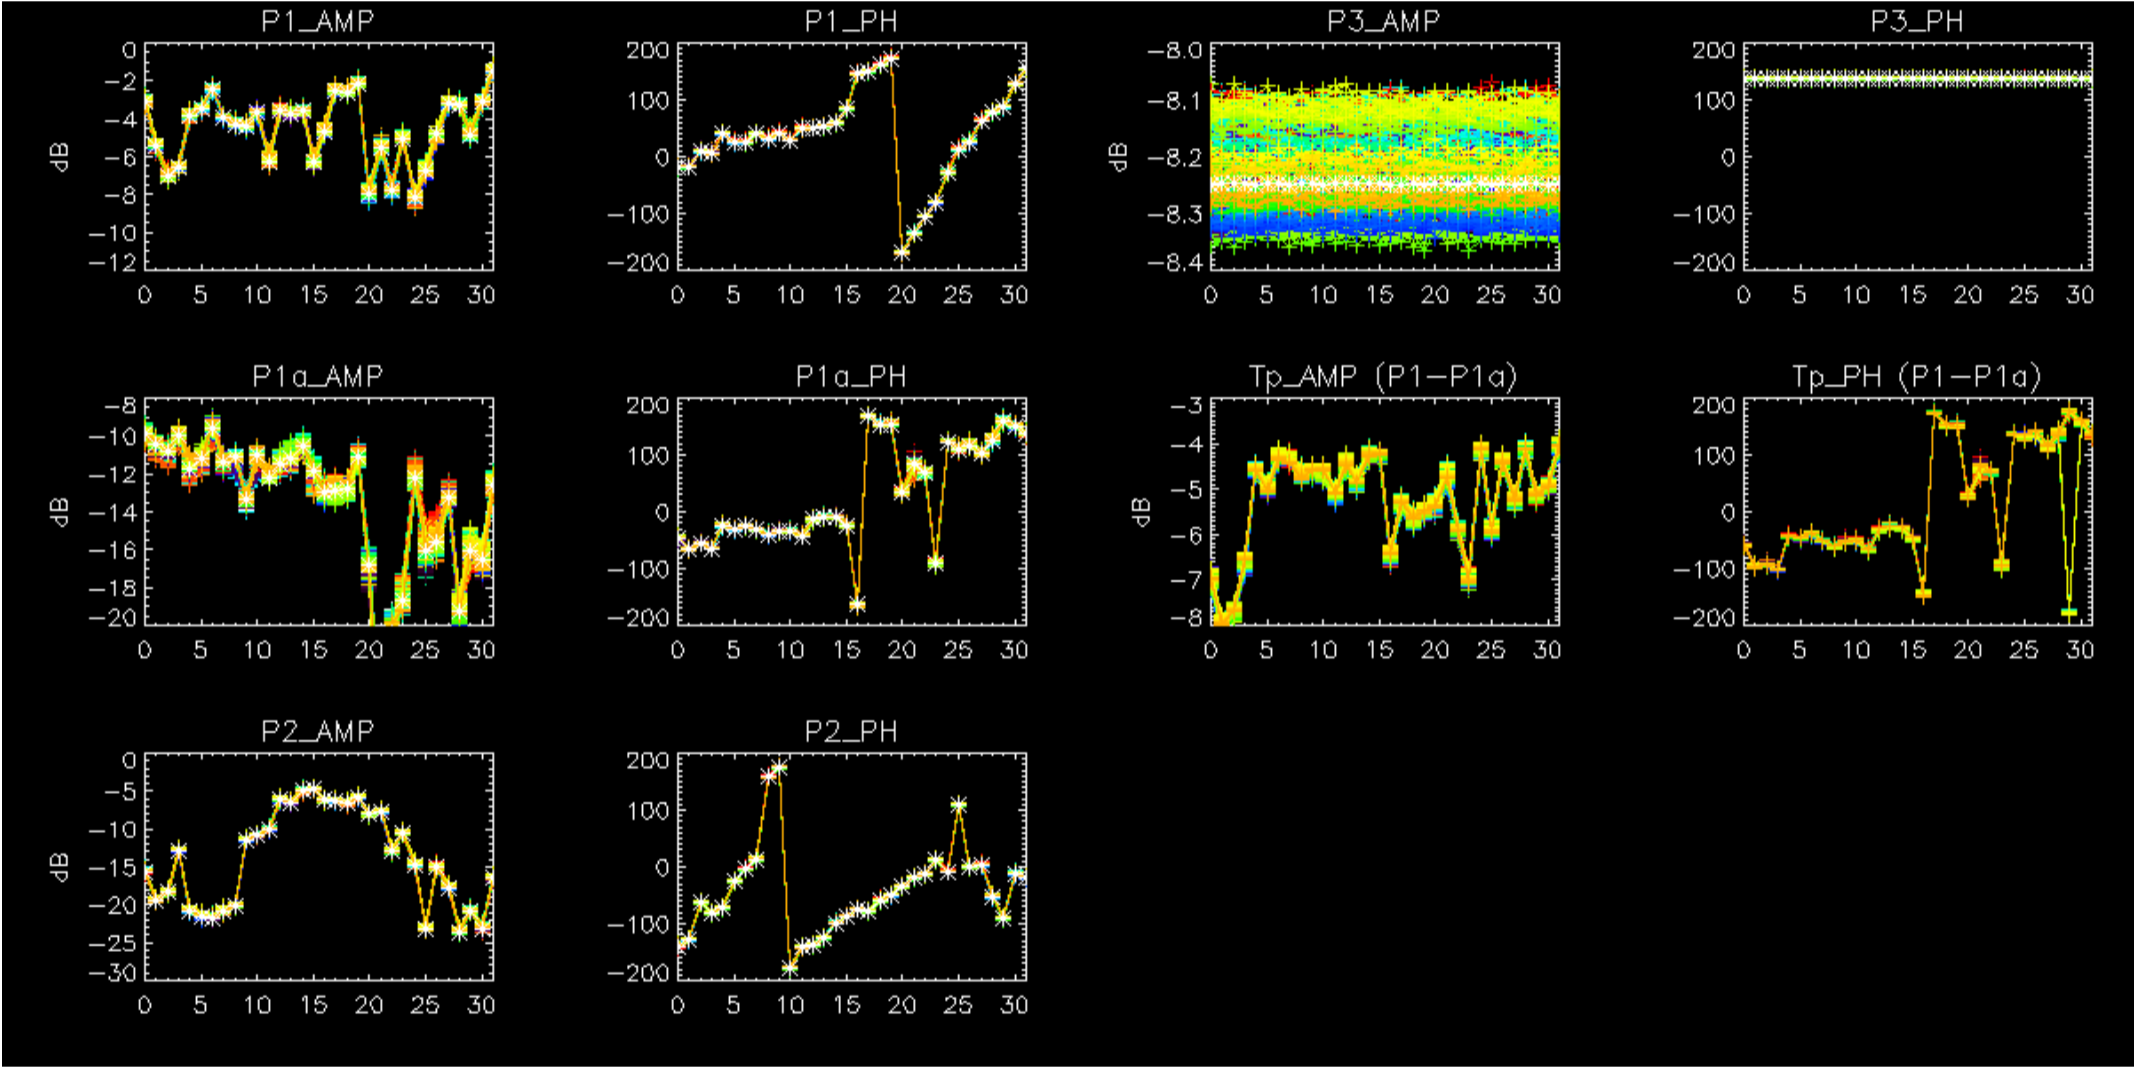 P1_AMP P1_PH P3_AMP P3_PH
0 200 -8.0 200
-2
-4 100 -8.1 100
dB -6 0 dB -8.2 0
-8
-10 -100 -8.3 -100
-12 -200 -8.4 -200
0 5 10 15 20 25 30 0 5 10 15 20 25 30 0 5 10 15 20 25 30 0 5 10 15 20 25 30
P1a_AMP P1a_PH Tp_AMP (P1-P1a) Tp_PH (P1-P1a)
-8 200 -3 200
-10 100 -4 100
-12
dB -14 0 dB -5 0
-16 -6
-18 -100 -7 -100
-20 -200 -8 -200
0 5 10 15 20 25 30 0 5 10 15 20 25 30 0 5 10 15 20 25 30 0 5 10 15 20 25 30
P2_AMP P2_PH
0 200
-5 100
-10
dB -15 0
-20
-25 -100
-30 -200
0 5 10 15 20 25 30 0 5 10 15 20 25 30